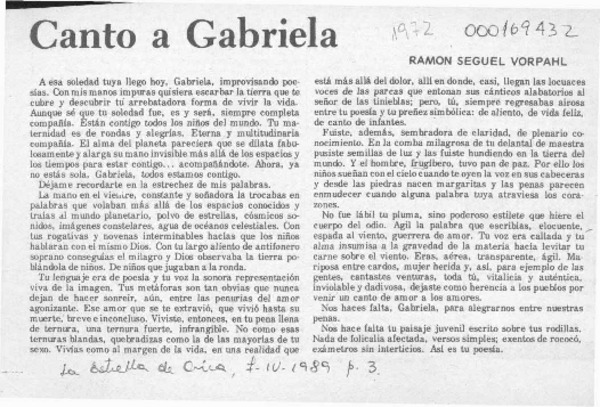 Canto a Gabriela
1972 000169432
RAMON SEGUEL VORPAHL
A esa soledad tuya llego hoy, Gabriela, improvisando poe-
sías. Con mis manos impuras quisiera escarbar la tierra que te
cubre y descubrir tú arrebatadora forma de vivir la vida.
Aunque sé que tu soledad fue, es y será, siempre completa
compañía. Están contigo todos los niños del mundo. Tu ma-
ternidad es de rondas y alegrías. Eterna y multitudinaria
compañía. El alma del planeta pareciera que se dilata fabu-
losamente y alarga su mano invisible más allá de los espacios y
los tiempos para estar contigo... acompañándote. Ahora, ya
no estás sola, Gabriela, todos estamos contigo.
Déjame recordarte en la estrechez de mis palabras.
La mano en el vientre, constante y soñadora la trocabas en
palabras que volaban más allá de los espacios conocidos y
traías al mundo planetario, polvo de estrellas, cósmicos so-
nidos, imágenes constelares, agua de océanos celestiales. Con
tus rogativas y novenas interminables hacías que los niños
hablaran con el mismo Dios. Con tu largo aliento de antifonero
soprano conseguías el milagro y Dios observaba la tierra po-
blándola de niños. De niños que jugaban a la ronda.
Tu lenguaje era de poesía y tu voz la sonora representación
viva de la imagen. Tus metáforas son tan obvias que nunca
dejan de hacer sonreír, aún, entre las penurias del amor
agonizante. Ese amor que se te extravió, que vivió hasta su
muerte, breve e inconcluso. Viviste, entonces, en tu pena llena
de ternura, una ternura fuerte, infrangible. No como esas
ternuras blandas, quebradizas como la de las mayorías de tu
sexo. Vivías como al margen de la vida, en una realidad que
está más allá del dolor, allí en donde, casi, llegan las locuaces
voces de las parcas que entonan sus cánticos alabatorios al
señor de las tinieblas; pero, tú, siempre regresabas airosa
entre tu poesía y tu preñez simbólica: de aliento, de vida feliz,
de canto de infantes.
Fuiste, además, sembradora de claridad, de plenario co-
nocimiento. En la comba milagrosa de tu delantal de maestra
pusiste semillas de luz y las fuiste hundiendo en la tierra del
mundo. Y el hombre, frugíbero, tuvo pan de paz. Por ello los
niños sueñan con el cielo cuando te oyen la voz en sus cabeceras
y desde las piedras nacen margaritas y las penas parecen
enmudecer cuando alguna palabra tuya atraviesa los cora-
zones.
No fue lábil tu pluma, sino poderoso estilete que hiere el
cuerpo del odio. Agil la palabra que escribías, elocuente,
espada al viento, guerrera de amor. Tu voz era callada y tu
alma insumisa a la gravedad de la materia hacía levitar tu
carne sobre el viento. Eras, aérea, transparente, ágil. Ma-
riposa entre cardos, mujer herida y, así, para ejemplo de las
gentes, cantaste venturas, toda tú, vitalicia y auténtica,
inviolable y dadivosa, dejaste como herencia a los pueblos por
venir un canto de amor a los amores.
Nos haces falta, Gabriela, para alegrarnos entre nuestras
penas.
Nos hace falta tu paisaje juvenil escrito sobre tus rodillas.
Nada de folicalia afectada, versos simples; exentos de rococó,
exámetros sin interticios. Así es tu poesía.
La Estrella de Arica, 7-IV-1989 p. 3.